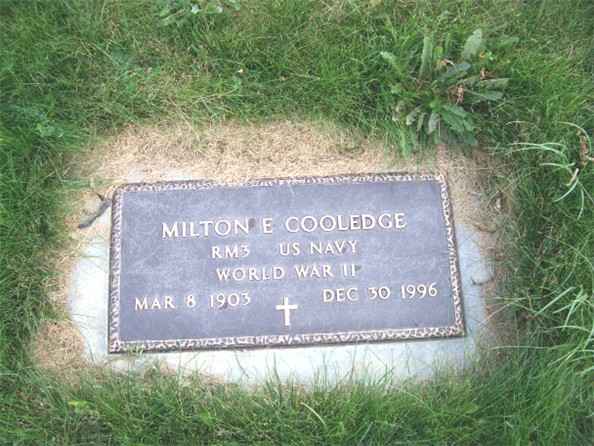 MILTON E COOLEDGE
RM3 US NAVY
WORLD WAR II
MAR 8 1903 DEC 30 1996